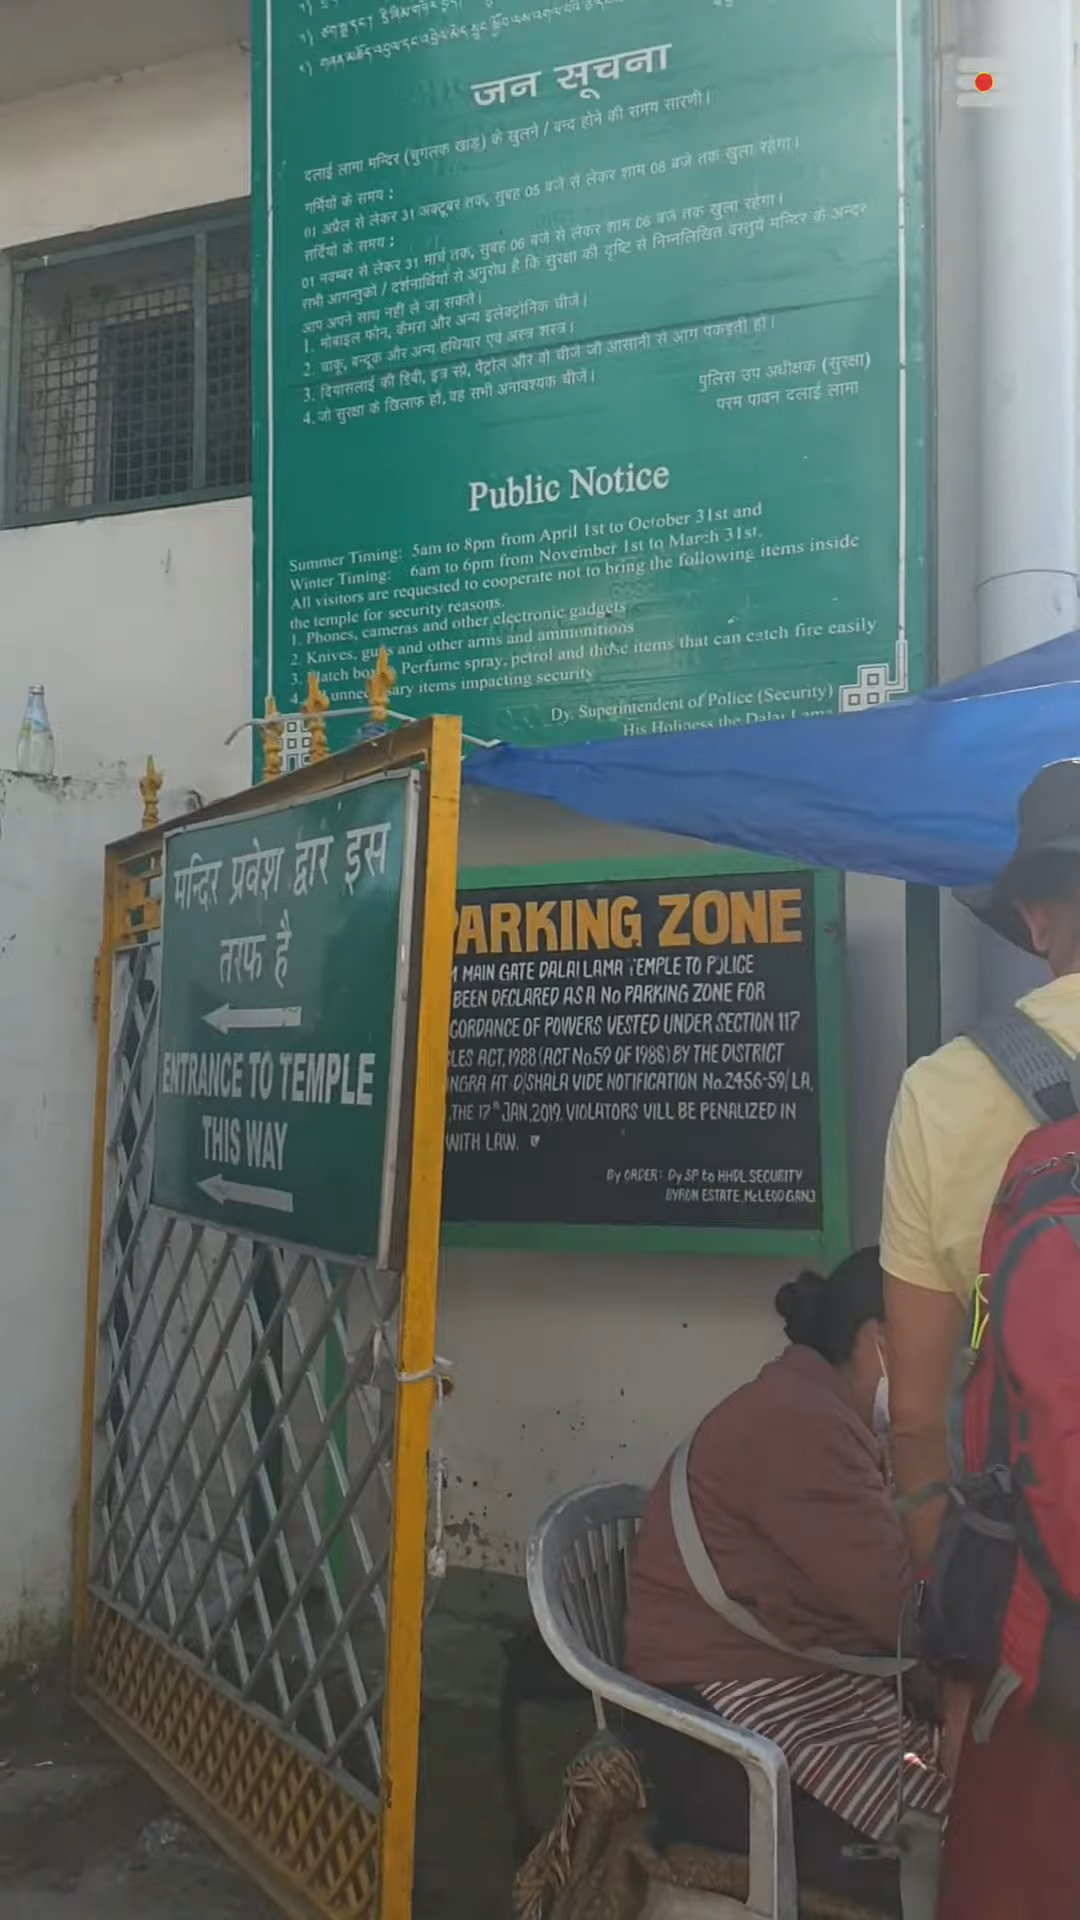 जन सूचना
दलाई लामा मन्दिर (चुगलक खाङ) के खुलने / बन्द होने की समय सारणी।
गर्मियों के समय :
01 अप्रैल से लेकर 31 अक्टूबर तक, सुबह 05 बजे से लेकर शाम 08 बजे तक खुला रहेगा।
सर्दियों के समय :
01 नवम्बर से लेकर 31 मार्च तक, सुबह 06 बजे से लेकर शाम 06 बजे तक खुला रहेगा।
सभी आगन्तुकों / दर्शनार्थियों से अनुरोध है कि सुरक्षा की दृष्टि से निम्नलिखित वस्तुयें मन्दिर के अन्दर
आप अपने साथ नहीं ले जा सकते।
1. मोबाइल फोन, कैमरा और अन्य इलेक्ट्रोनिक चीजें।
2. चाकू, बन्दूक और अन्य हथियार एवं अस्त्र शस्त्र।
3. दियासलाई की डिबी, इत्र स्प्रे, पेट्रोल और वो चीजें जो आसानी से आग पकड़ती हों।
4. जो सुरक्षा के खिलाफ हों, वह सभी अनावश्यक चीजें।
पुलिस उप अधीक्षक (सुरक्षा)
परम पावन दलाई लामा
Public Notice
Summer Timing: 5am to 8pm from April 1st to October 31st and
Winter Timing: 6am to 6pm from November 1st to March 31st.
All visitors are requested to cooperate not to bring the following items inside
the temple for security reasons.
1. Phones, cameras and other electronic gadgets
2. Knives, guns and other arms and ammunitions
3. Perfume spray, petrol and those items that can catch fire easily
4. items impacting security
Dy. Superintendent of Police (Security)
His Holiness the Dalai Lama
मन्दिर प्रवेश द्वार इस
तरफ है
ENTRANCE TO TEMPLE
THIS WAY
PARKING ZONE
MAIN GATE DALAI LAMA TEMPLE TO POLICE
BEEN DECLARED AS A No PARKING ZONE FOR
CORDANCE OF POWERS VESTED UNDER SECTION 117
LES ACT, 1988 (ACT No.59 OF 1988) BY THE DISTRICT
NGRA AT D/SHALA VIDE NOTIFICATION No.2456-59/LA,
THE 17th JAN, 2019. VIOLATORS WILL BE PENALIZED IN
WITH LAW.
By ORDER: Dy SP to HHDL SECURITY
BYRON ESTATE, McLEOD GANJ